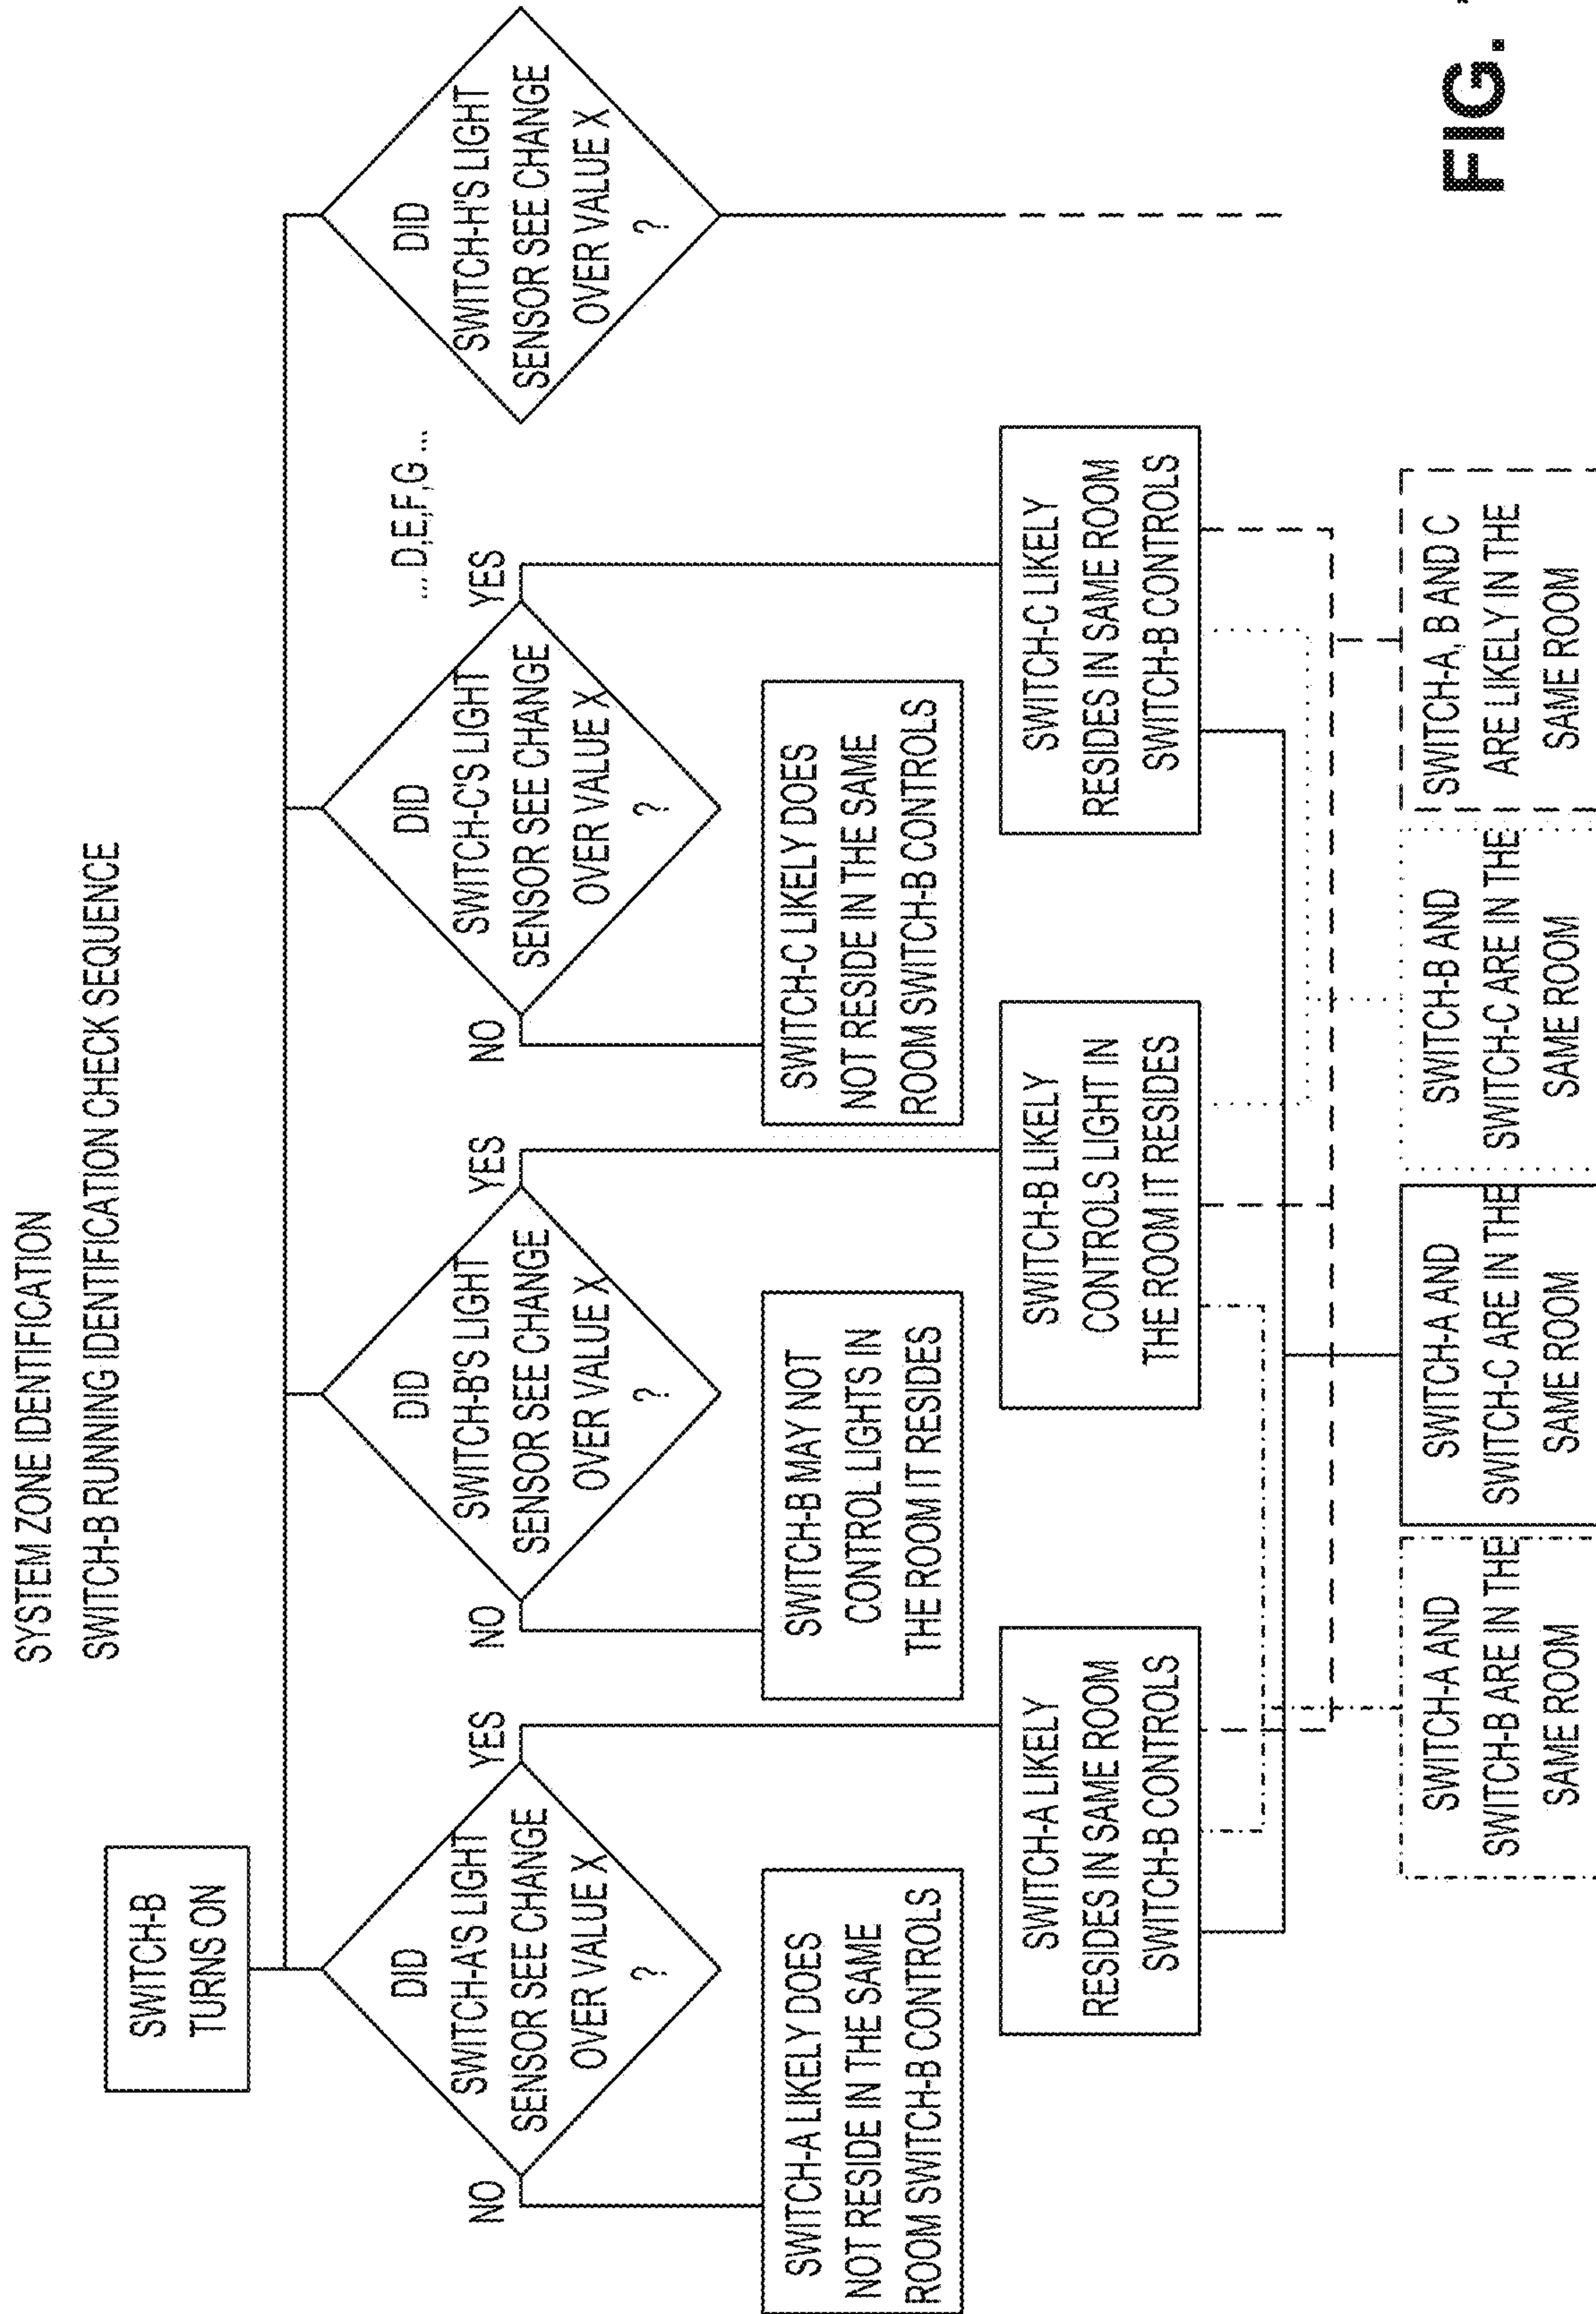 SYSTEM ZONE IDENTIFICATION
SWITCH-B RUNNING IDENTIFICATION CHECK SEQUENCE
SWITCH-B
TURNS ON
DID
SWITCH-A'S LIGHT
SENSOR SEE CHANGE
OVER VALUE X
?
NO
YES
DID
SWITCH-B'S LIGHT
SENSOR SEE CHANGE
OVER VALUE X
?
NO
YES
DID
SWITCH-C'S LIGHT
SENSOR SEE CHANGE
OVER VALUE X
?
NO
YES
...D,E,F,G...
DID
SWITCH-H'S LIGHT
SENSOR SEE CHANGE
OVER VALUE X
?
SWITCH-A LIKELY DOES
NOT RESIDE IN THE SAME
ROOM SWITCH-B CONTROLS
SWITCH-B MAY NOT
CONTROL LIGHTS IN
THE ROOM IT RESIDES
SWITCH-C LIKELY DOES
NOT RESIDE IN THE SAME
ROOM SWITCH-B CONTROLS
SWITCH-A LIKELY
RESIDES IN SAME ROOM
SWITCH-B CONTROLS
SWITCH-B LIKELY
CONTROLS LIGHT IN
THE ROOM IT RESIDES
SWITCH-C LIKELY
RESIDES IN SAME ROOM
SWITCH-B CONTROLS
SWITCH-A AND
SWITCH-B ARE IN THE
SAME ROOM
SWITCH-A AND
SWITCH-C ARE IN THE
SAME ROOM
SWITCH-B AND
SWITCH-C ARE IN THE
SAME ROOM
SWITCH-A, B AND C
ARE LIKELY IN THE
SAME ROOM
FIG.